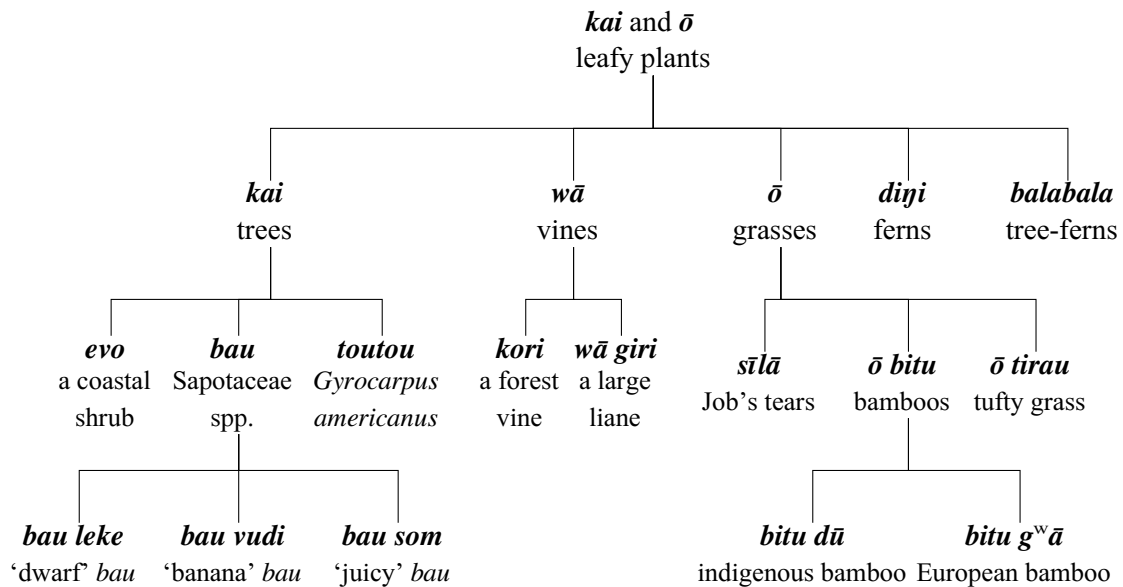 kai and ō
leafy plants
kai wā ō diŋi balabala
trees vines grasses ferns tree-ferns
evo bau toutou kori wā giri sīlā ō bitu ō tirau
a coastal Sapotaceae Gyrocarpus a forest a large Job’s tears bamboos tufty grass
shrub spp. americanus vine liane
bau leke bau vudi bau som bitu dū bitu gʷā
‘dwarf’ bau ‘banana’ bau ‘juicy’ bau indigenous bamboo European bamboo